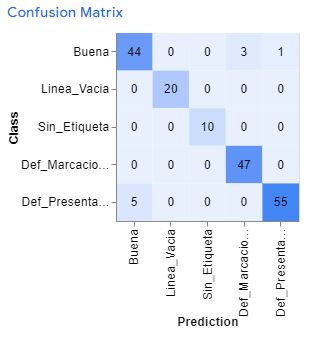 Confusion Matrix
Class
Buena 44 0 0 3 1
Linea_Vacia 0 20 0 0 0
Sin_Etiqueta 0 0 10 0 0
Def_Marcacio... 0 0 0 47 0
Def_Presenta... 5 0 0 0 55
Buena
Linea_Vacia
Sin_Etiqueta
Def_Marcacio...
Def_Presenta...
Prediction